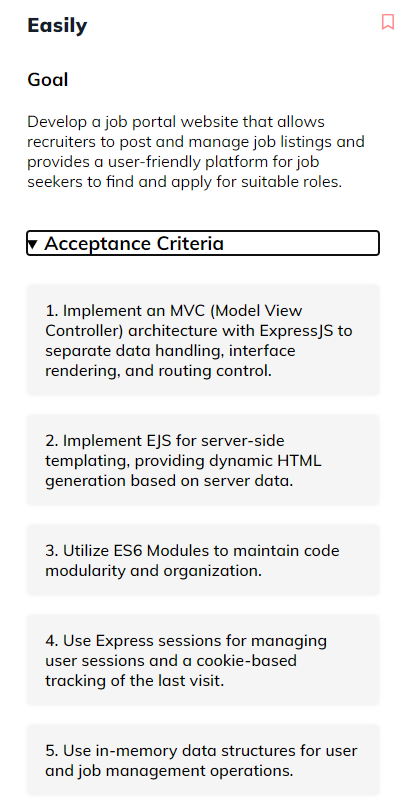 Easily
Goal
Develop a job portal website that allows
recruiters to post and manage job listings and
provides a user-friendly platform for job
seekers to find and apply for suitable roles.
Acceptance Criteria
1. Implement an MVC (Model View
Controller) architecture with ExpressJS to
separate data handling, interface
rendering, and routing control.
2. Implement EJS for server-side
templating, providing dynamic HTML
generation based on server data.
3. Utilize ES6 Modules to maintain code
modularity and organization.
4. Use Express sessions for managing
user sessions and a cookie-based
tracking of the last visit.
5. Use in-memory data structures for user
and job management operations.